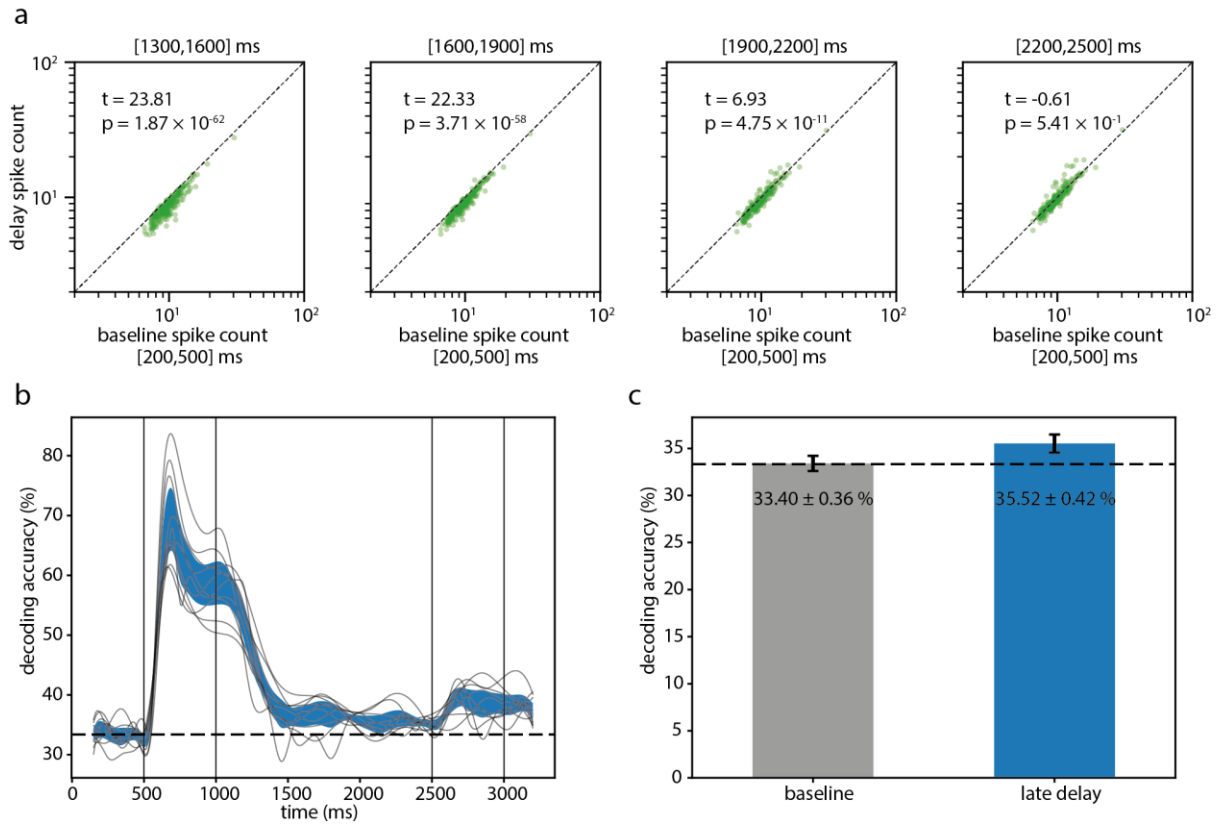 a
[1300,1600] ms
[1600,1900] ms
[1900,2200] ms
[2200,2500] ms
10²
t = 23.81
p = 1.87 × 10⁻⁶²
t = 22.33
p = 3.71 × 10⁻⁵⁸
t = 6.93
p = 4.75 × 10⁻¹¹
t = -0.61
p = 5.41 × 10⁻¹
delay spike count
10¹
10¹ 10²
10¹ 10²
10¹ 10²
10¹ 10²
baseline spike count
[200,500] ms
baseline spike count
[200,500] ms
baseline spike count
[200,500] ms
baseline spike count
[200,500] ms
b
decoding accuracy (%)
80
70
60
50
40
30
0 500 1000 1500 2000 2500 3000
time (ms)
c
decoding accuracy (%)
35
30
25
20
15
10
5
0
33.40 ± 0.36 %
35.52 ± 0.42 %
baseline
late delay